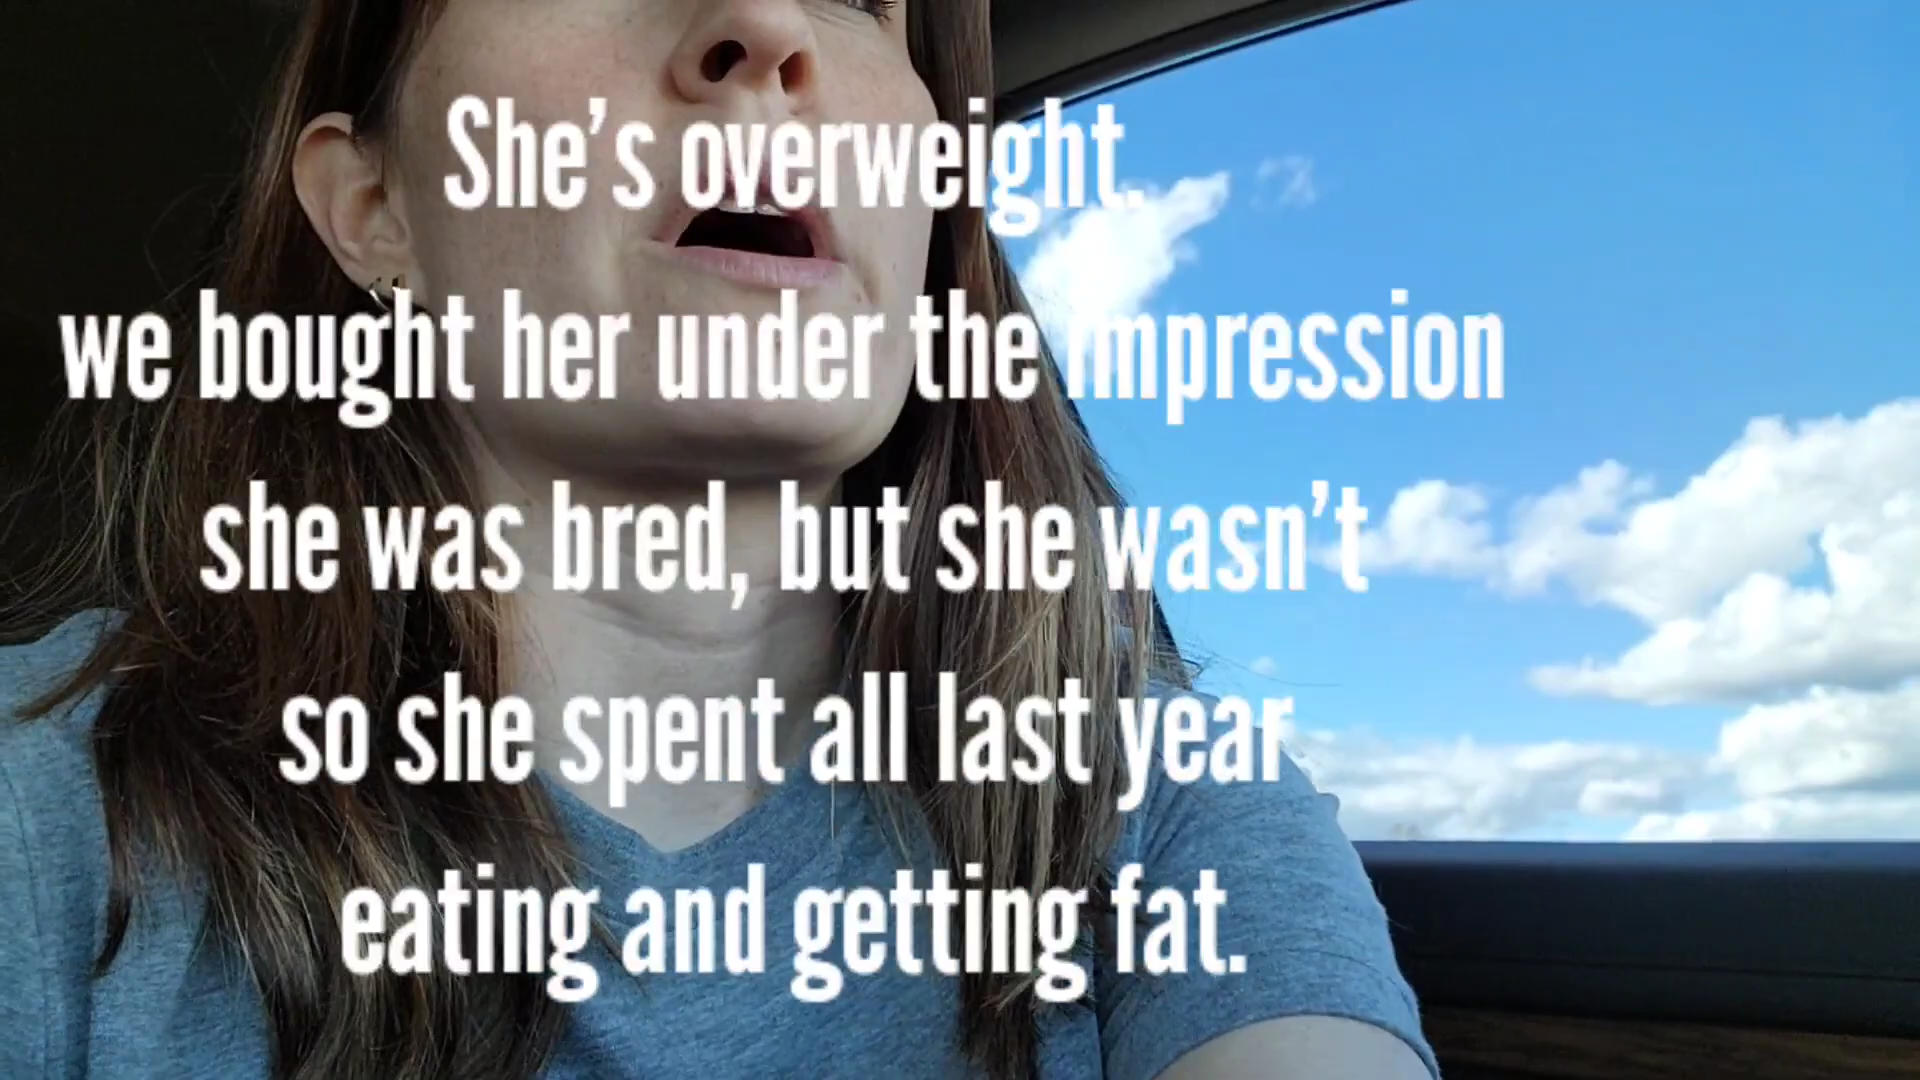 She's overweight.
we bought her under the impression
she was bred, but she wasn't
so she spent all last year
eating and getting fat.